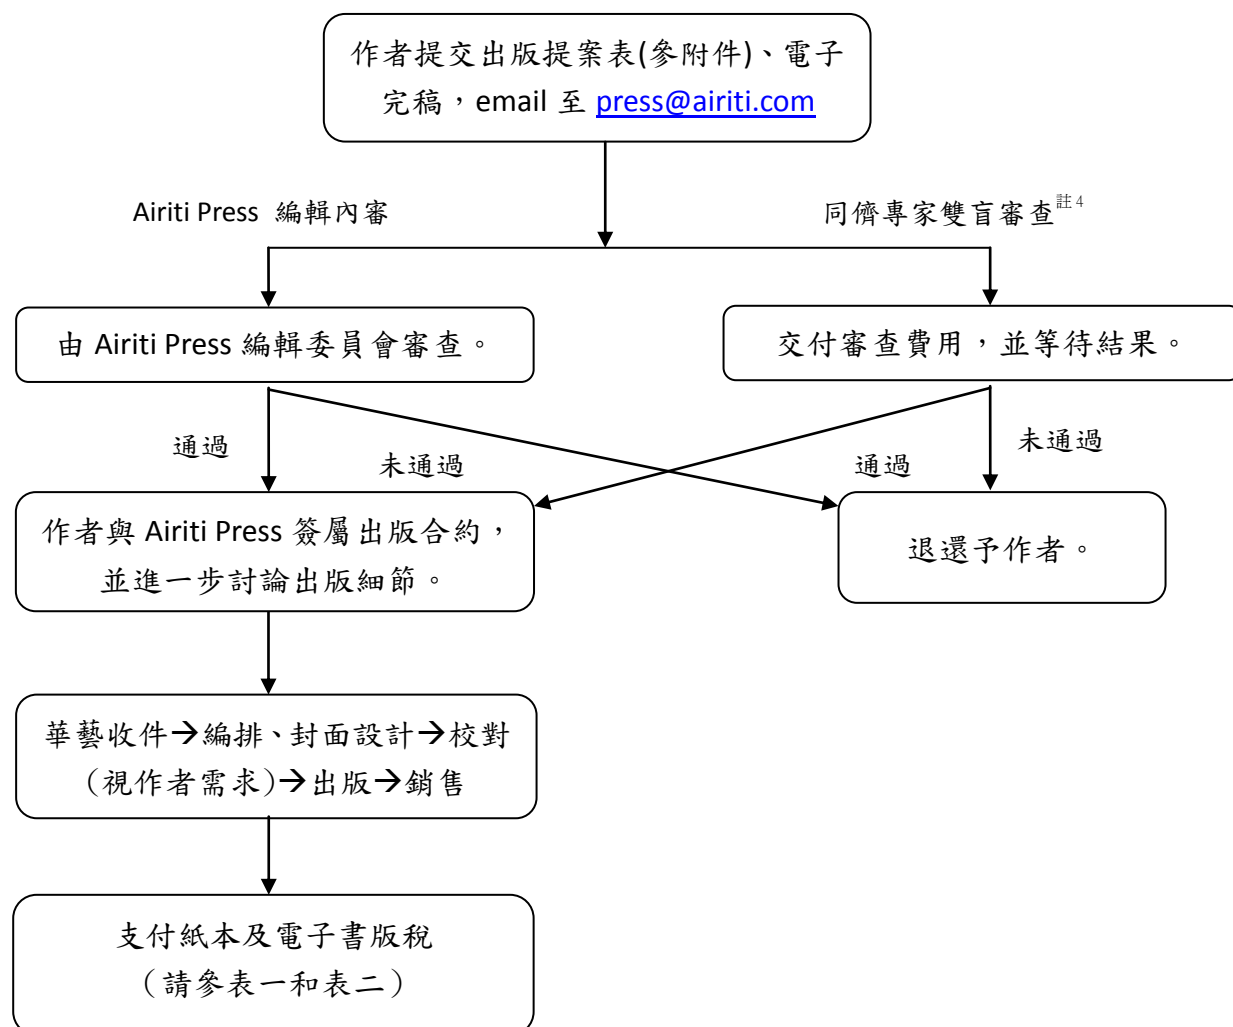 作者提交出版提案表(參附件)、電子
完稿，email 至 press@airiti.com
Airiti Press 編輯內審
同儕專家雙盲審查註4
由 Airiti Press 編輯委員會審查。
交付審查費用，並等待結果。
通過
未通過
通過
未通過
作者與 Airiti Press 簽屬出版合約，
並進一步討論出版細節。
退還予作者。
華藝收件→編排、封面設計→校對
（視作者需求）→出版→銷售
支付紙本及電子書版稅
（請參表一和表二）